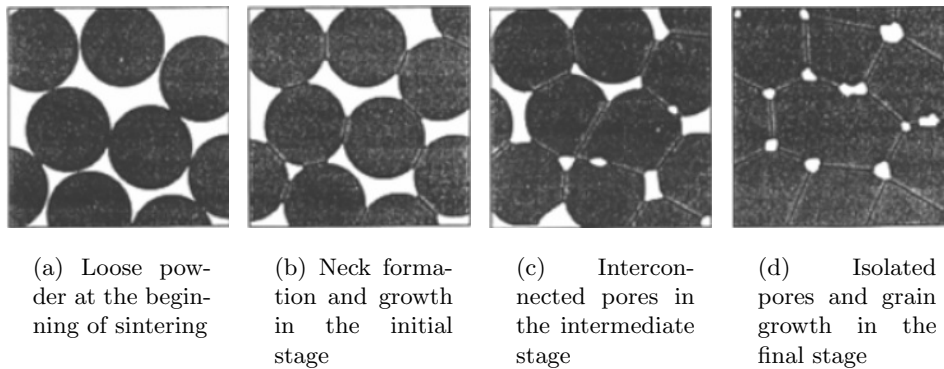 (a) Loose pow-
der at the begin-
ning of sintering
(b) Neck forma-
tion and growth
in the initial
stage
(c) Intercon-
nected pores in
the intermediate
stage
(d) Isolated
pores and grain
growth in the
final stage